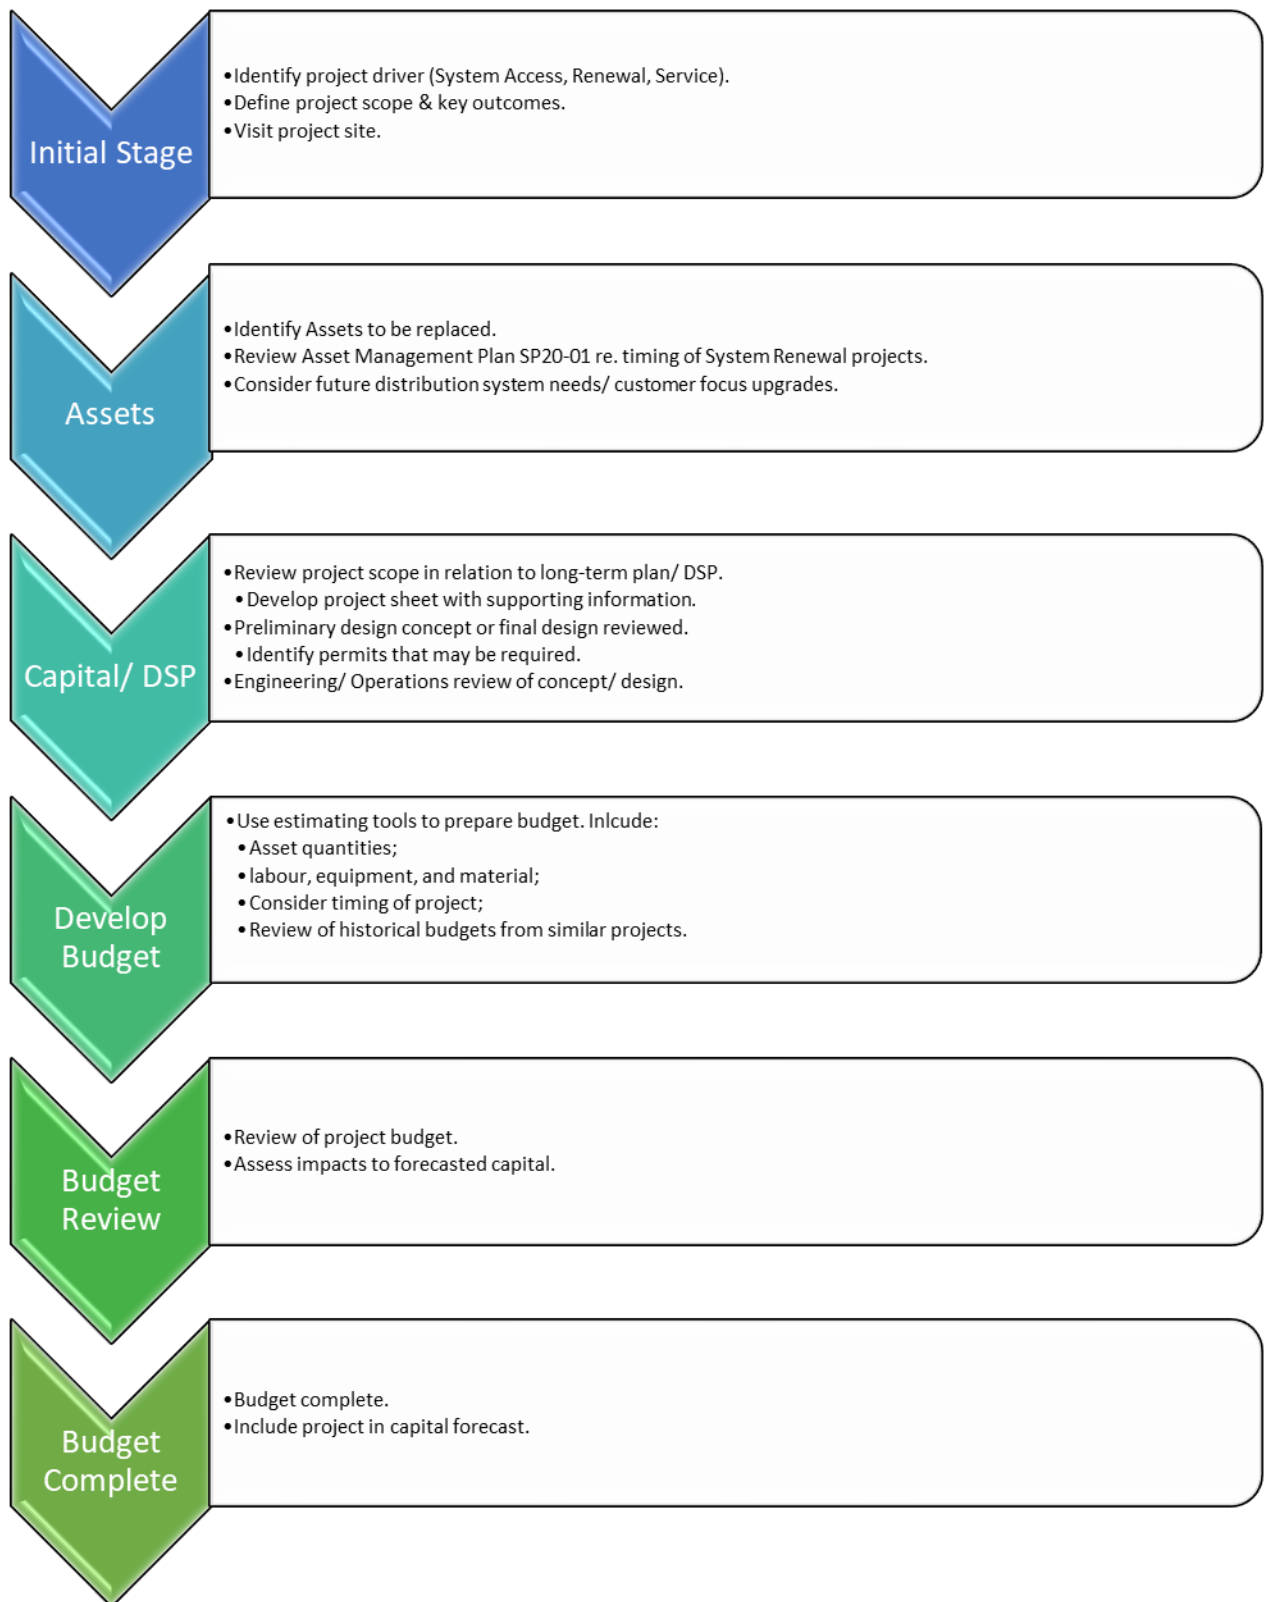 Initial Stage
•Identify project driver (System Access, Renewal, Service).
•Define project scope & key outcomes.
•Visit project site.
Assets
•Identify Assets to be replaced.
•Review Asset Management Plan SP20-01 re. timing of System Renewal projects.
•Consider future distribution system needs/ customer focus upgrades.
Capital/ DSP
•Review project scope in relation to long-term plan/ DSP.
•Develop project sheet with supporting information.
•Preliminary design concept or final design reviewed.
•Identify permits that may be required.
•Engineering/ Operations review of concept/ design.
Develop
Budget
•Use estimating tools to prepare budget. Inlcude:
•Asset quantities;
•labour, equipment, and material;
•Consider timing of project;
•Review of historical budgets from similar projects.
Budget
Review
•Review of project budget.
•Assess impacts to forecasted capital.
Budget
Complete
•Budget complete.
•Include project in capital forecast.